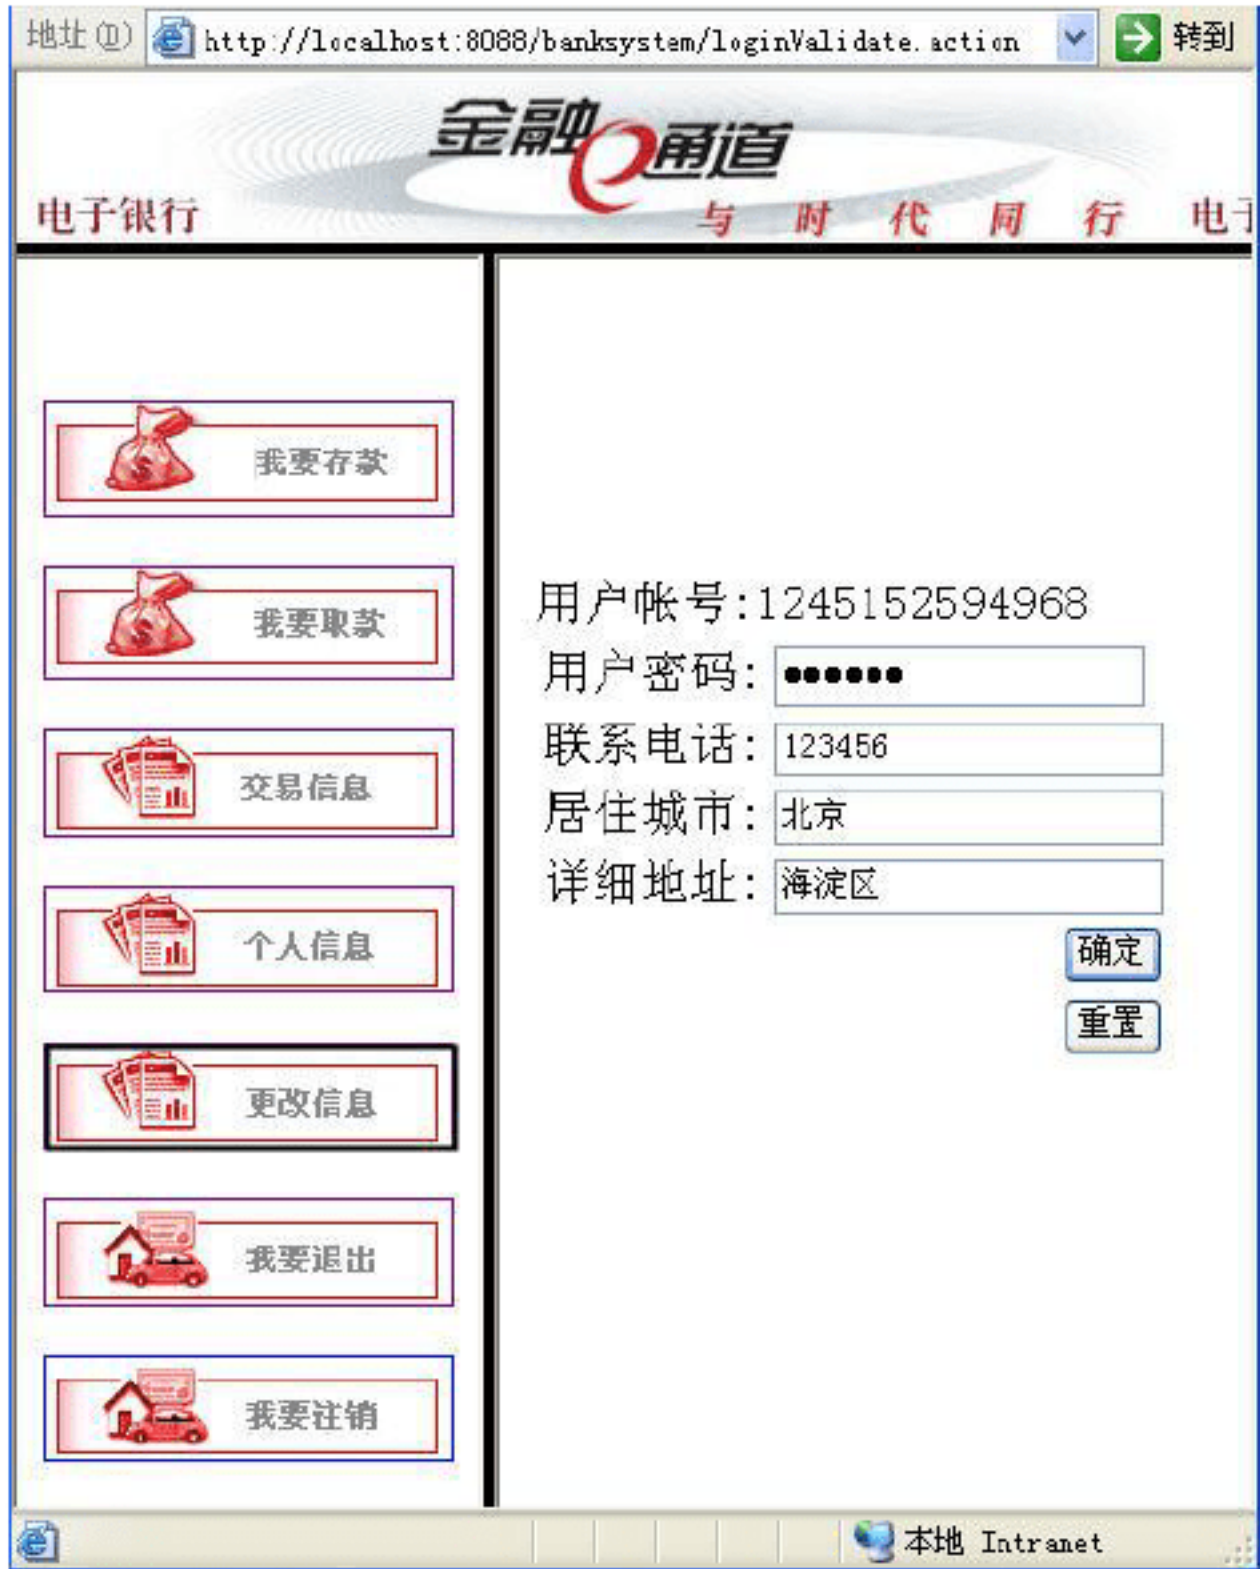 地址(D) http://localhost:8088/banksystem/loginValidate.action 转到
金融e通道
电子银行 与时代同行 电子
我要存款
我要取款
交易信息
个人信息
更改信息
我要退出
我要注销
用户帐号:1245152594968
用户密码: ●●●●●●
联系电话: 123456
居住城市: 北京
详细地址: 海淀区
确定
重置
本地 Intranet